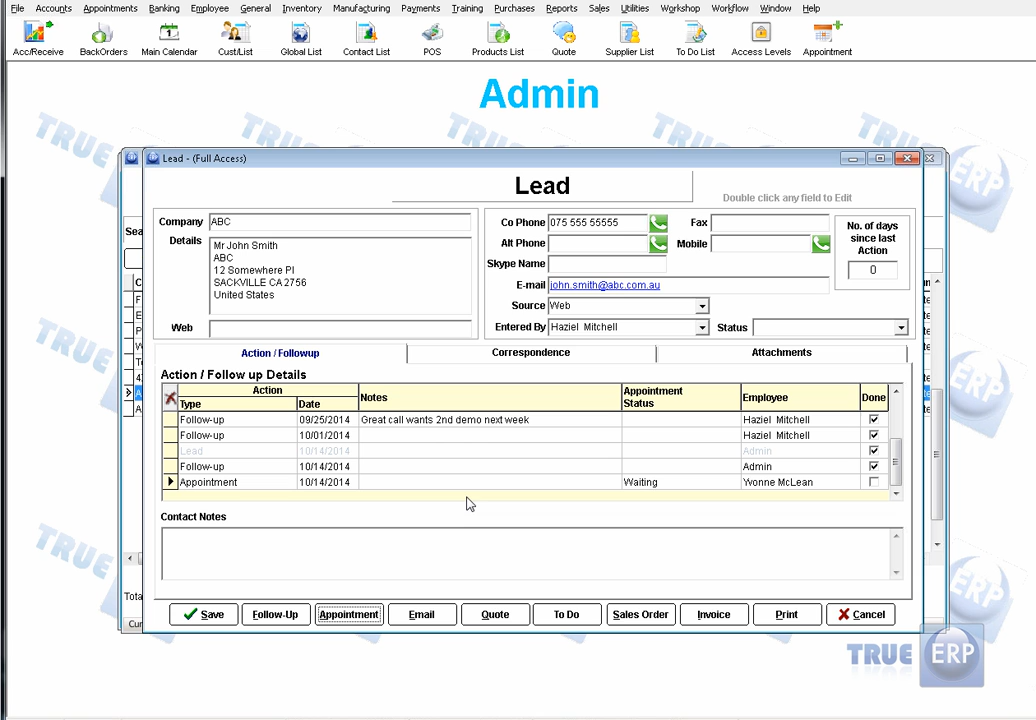 File Accounts Appointments Banking Employee General Inventory Manufacturing Payments Training Purchases Reports Sales Utilities Workshop Workflow Window Help
Acc/Receive BackOrders Main Calendar Cust/List Global List Contact List POS Products List Quote Supplier List To Do List Access Levels Appointment
Admin
Lead - (Full Access)
Lead
Double click any field to Edit
Company ABC
Details Mr John Smith
ABC
12 Somewhere Pl
SACKVILLE CA 2756
United States
Web
Co Phone 075 555 55555 Fax
Alt Phone Mobile
Skype Name
E-mail john.smith@abc.com.au
Source Web
Entered By Haziel Mitchell Status
No. of days
since last
Action
0
Action / Followup Correspondence Attachments
Action / Follow up Details
Action Notes Appointment Status Employee Done
Type Date
Follow-up 09/25/2014 Great call wants 2nd demo next week Haziel Mitchell
Follow-up 10/01/2014 Haziel Mitchell
Lead 10/14/2014 Admin
Follow-up 10/14/2014 Admin
Appointment 10/14/2014 Waiting Yvonne McLean
Contact Notes
Save Follow-Up Appointment Email Quote To Do Sales Order Invoice Print Cancel
TRUE ERP